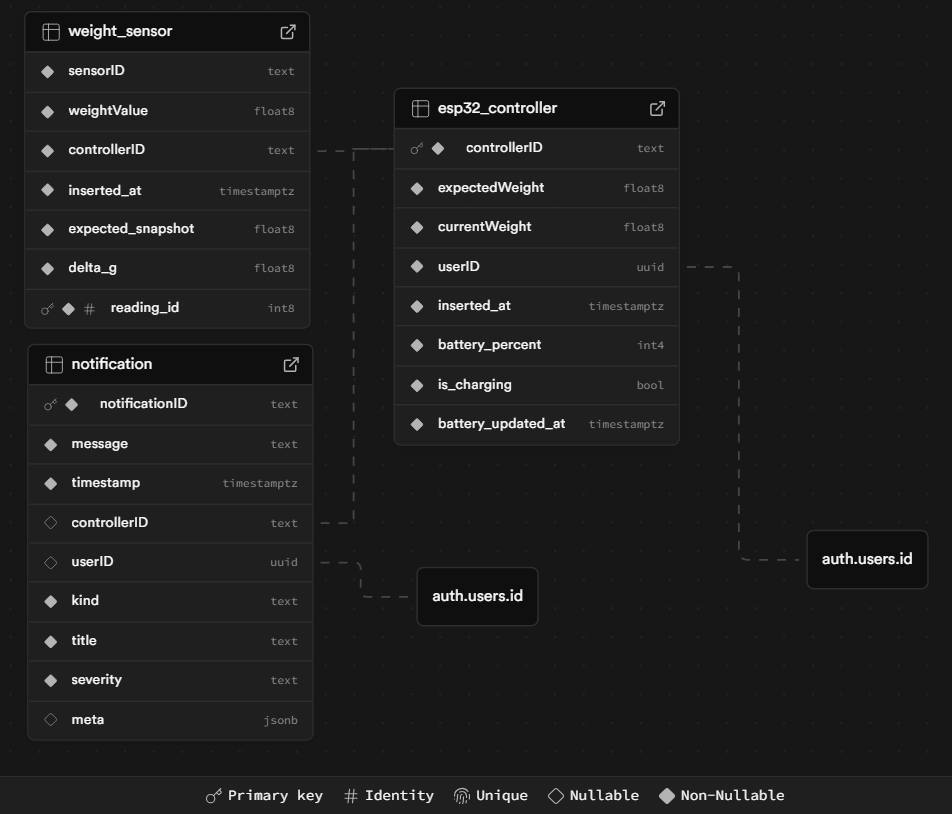 weight_sensor
sensorID text
weightValue float8
controllerID text
inserted_at timestamptz
expected_snapshot float8
delta_g float8
# reading_id int8
notification
notificationID text
message text
timestamp timestamptz
controllerID text
userID uuid
kind text
title text
severity text
meta jsonb
esp32_controller
controllerID text
expectedWeight float8
currentWeight float8
userID uuid
inserted_at timestamptz
battery_percent int4
is_charging bool
battery_updated_at timestamptz
auth.users.id
auth.users.id
Primary key # Identity Unique Nullable Non-Nullable